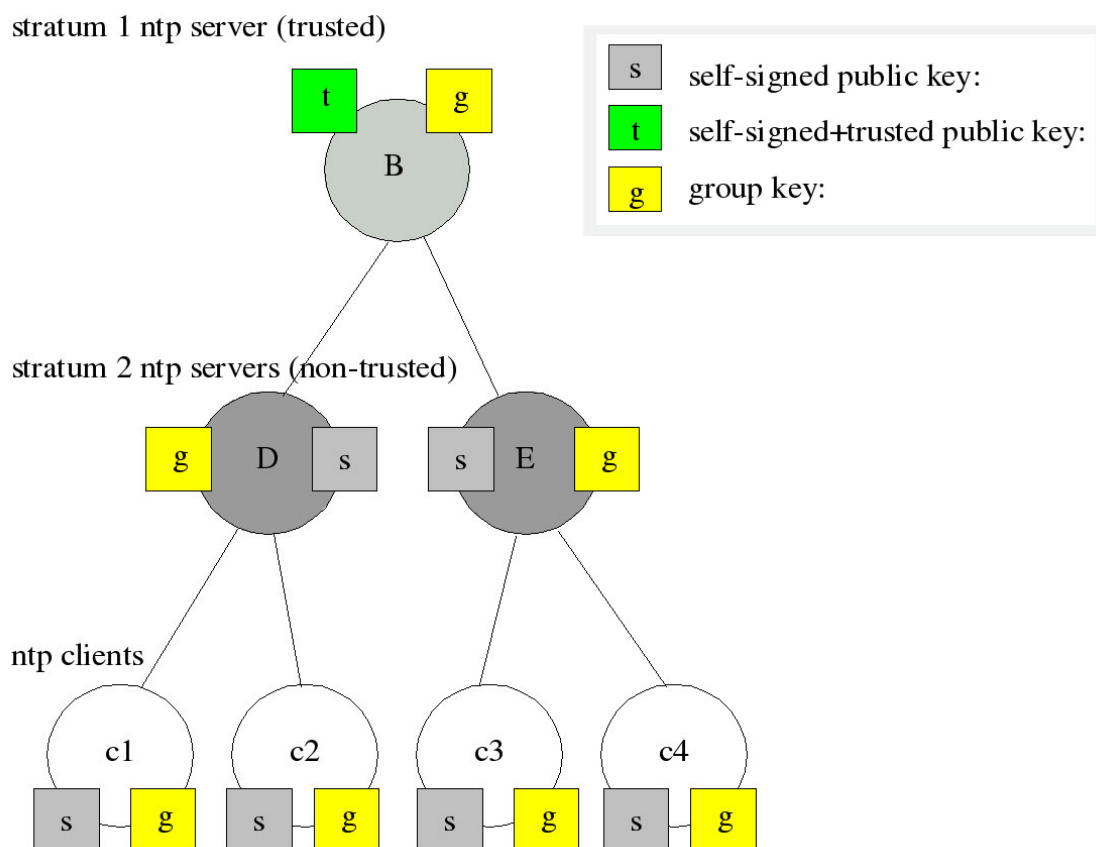 stratum 1 ntp server (trusted)
s self-signed public key:
t self-signed+trusted public key:
g group key:
t g
B
stratum 2 ntp servers (non-trusted)
g D s s E g
ntp clients
c1 c2 c3 c4
s g s g s g s g